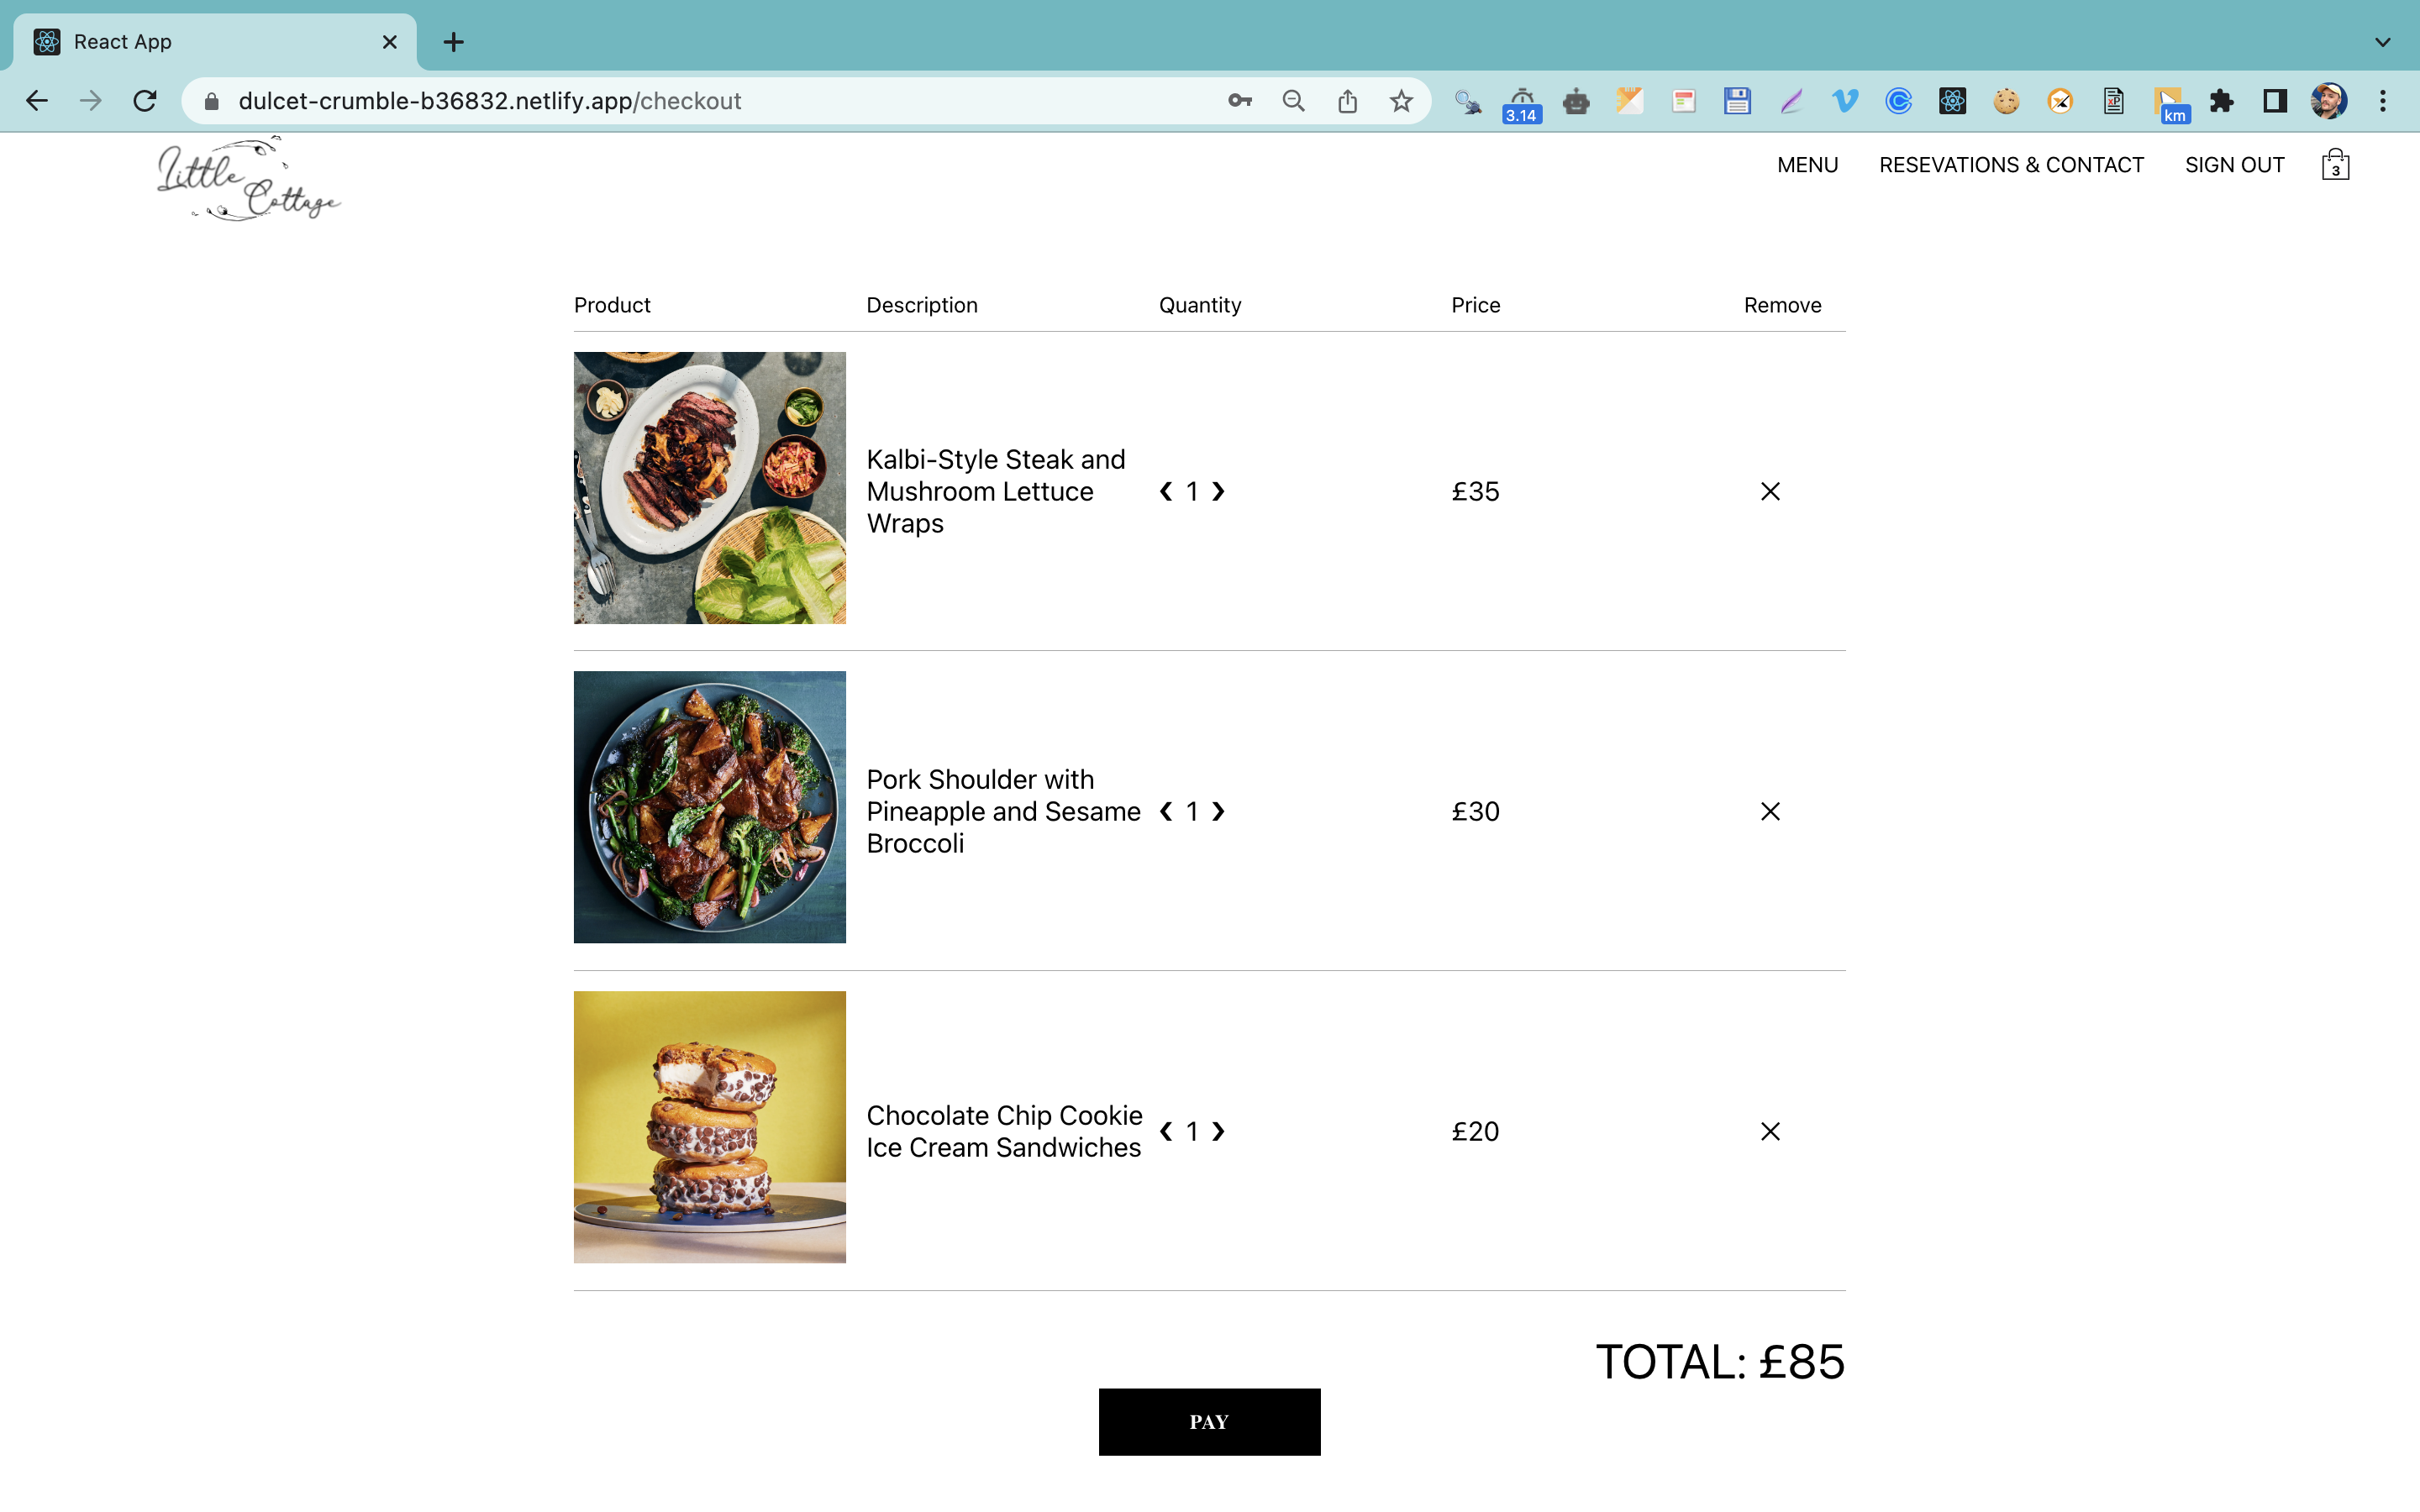 React App
dulcet-crumble-b36832.netlify.app/checkout
3.14
km
Little
Cottage
MENU
RESEVATIONS & CONTACT
SIGN OUT
3
Product Description Quantity Price Remove
Kalbi-Style Steak and
Mushroom Lettuce
Wraps
1
£35
Pork Shoulder with
Pineapple and Sesame
Broccoli
1
£30
Chocolate Chip Cookie
Ice Cream Sandwiches
1
£20
TOTAL: £85
PAY